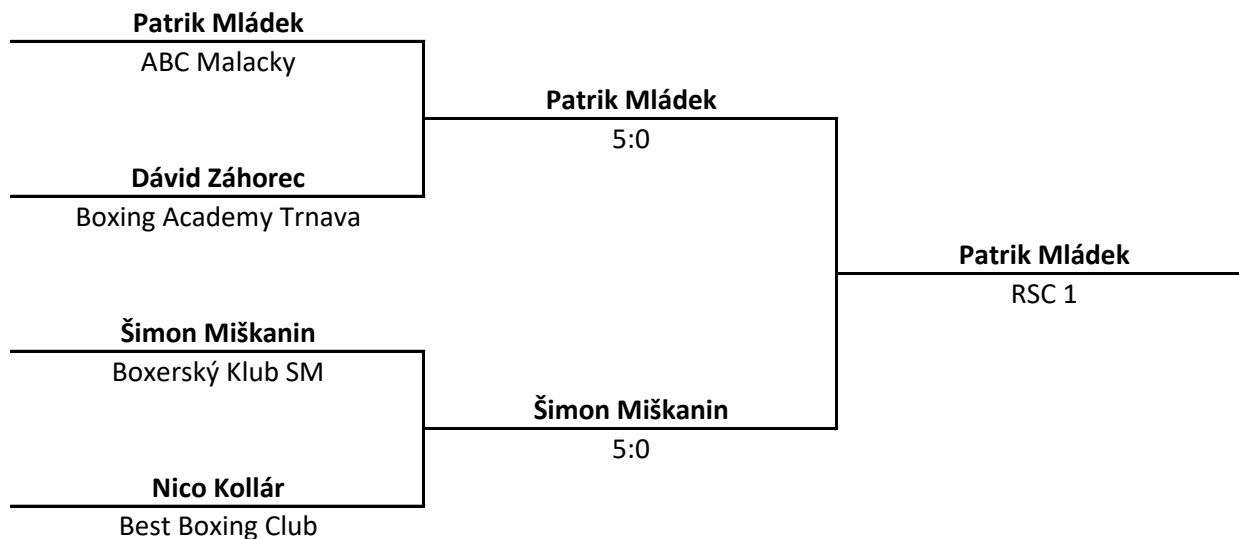 Patrik Mládek
ABC Malacky
Patrik Mládek
5:0
Dávid Záhorec
Boxing Academy Trnava
Patrik Mládek
RSC 1
Šimon Miškanin
Boxerský Klub SM
Šimon Miškanin
5:0
Nico Kollár
Best Boxing Club